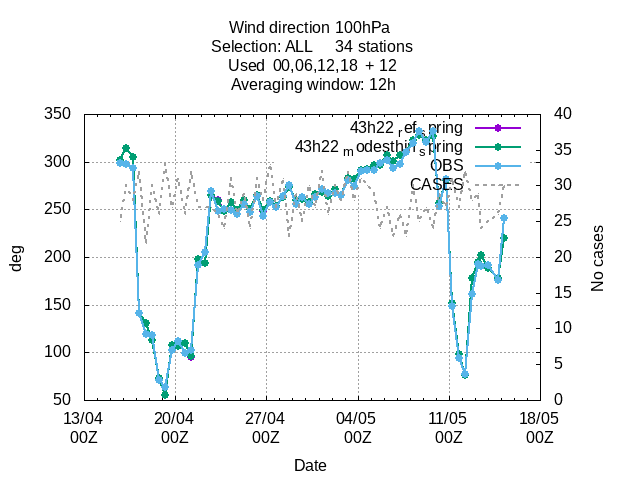 Wind direction 100hPa
Selection: ALL 34 stations
Used 00,06,12,18 + 12
Averaging window: 12h
43h22_ref_spring
43h22_modesthin_spring
OBS
CASES
350
300
250
200
150
100
50
deg
40
35
30
25
20
15
10
5
0
No cases
13/04 20/04 27/04 04/05 11/05 18/05
00Z 00Z 00Z 00Z 00Z 00Z
Date